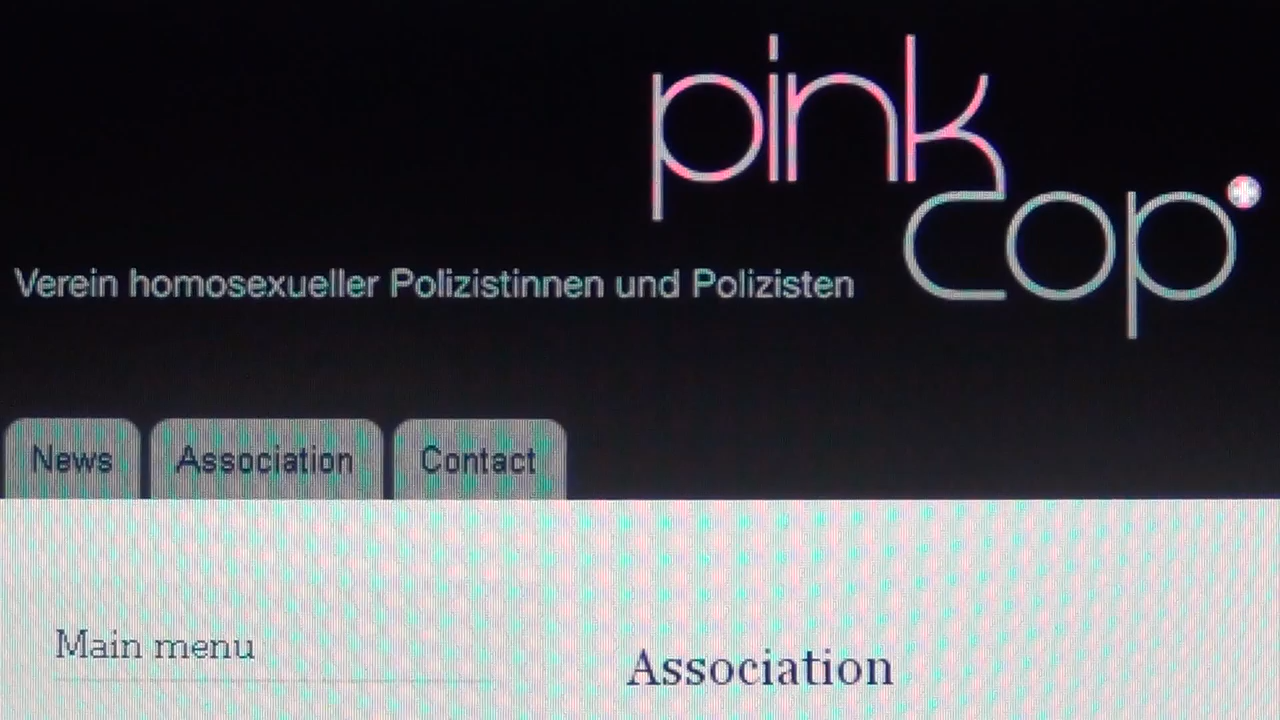 pink
cop
Verein homosexueller Polizistinnen und Polizisten
News
Association
Contact
Main menu
Association